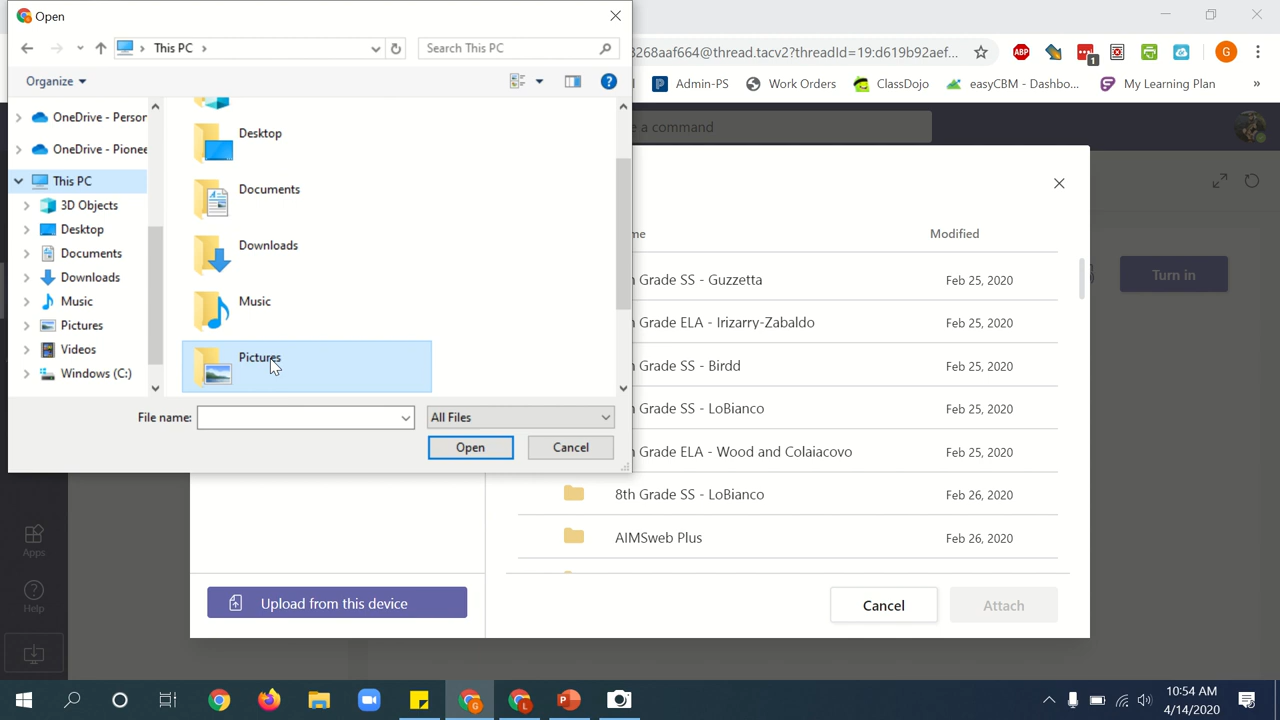 Open
This PC
Search This PC
Organize
OneDrive - Person
OneDrive - Pionee
This PC
3D Objects
Desktop
Documents
Downloads
Music
Pictures
Videos
Windows (C:)
Desktop
Documents
Downloads
Music
Pictures
File name:
All Files
Open
Cancel
3268aaf664@thread.tacv2?threadId=19:d619b92aef...
ABP
1
G
Admin-PS
Work Orders
ClassDojo
easyCBM - Dashbo...
My Learning Plan
»
e a command
Turn in
me
Modified
h Grade SS - Guzzetta
Feb 25, 2020
h Grade ELA - Irizarry-Zabaldo
Feb 25, 2020
h Grade SS - Birdd
Feb 25, 2020
h Grade SS - LoBianco
Feb 25, 2020
h Grade ELA - Wood and Colaiacovo
Feb 25, 2020
8th Grade SS - LoBianco
Feb 26, 2020
AIMSweb Plus
Feb 26, 2020
Apps
Help
Upload from this device
Cancel
Attach
G
L
10:54 AM
4/14/2020